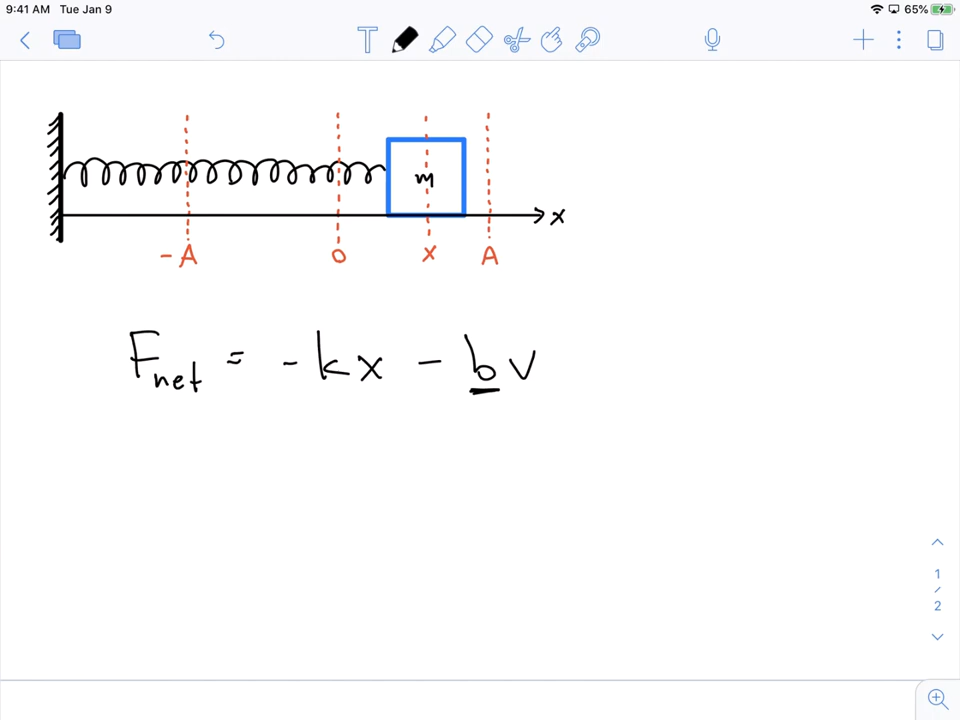 9:41 AM Tue Jan 9
65%
T
m
x
-A 0 x A
Fnet = -kx - bv
1
/
2